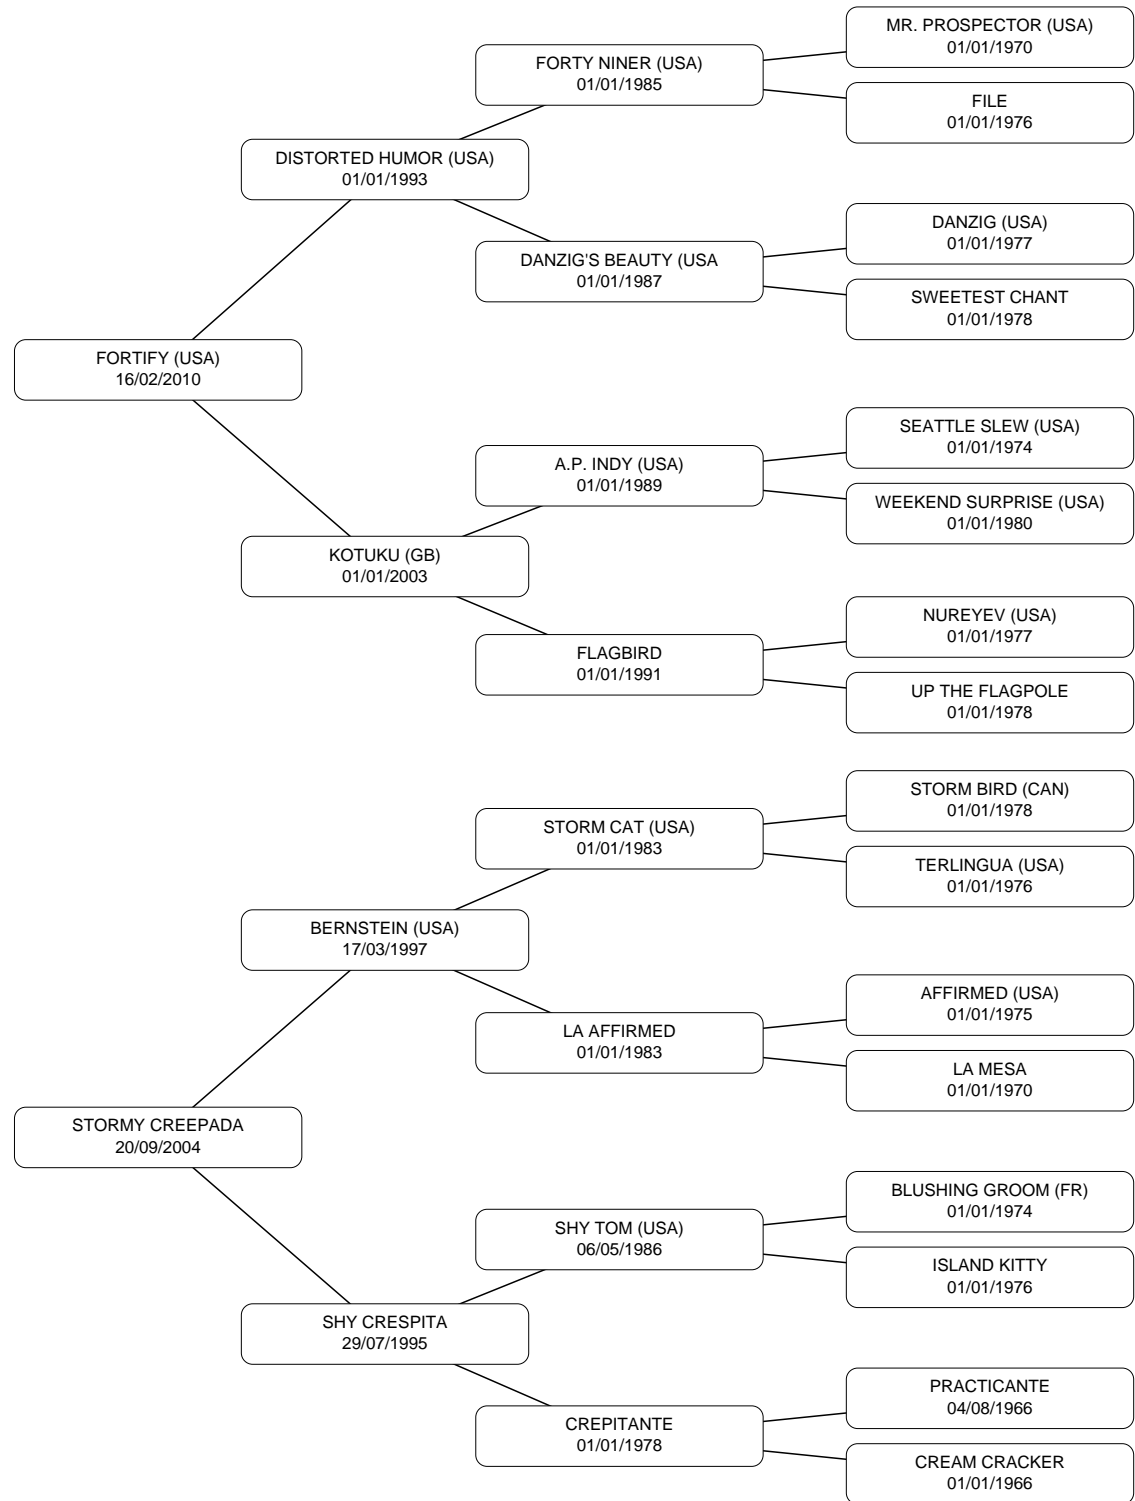 MR. PROSPECTOR (USA)
01/01/1970
FORTY NINER (USA)
01/01/1985
FILE
01/01/1976
DISTORTED HUMOR (USA)
01/01/1993
DANZIG (USA)
01/01/1977
DANZIG'S BEAUTY (USA
01/01/1987
SWEETEST CHANT
01/01/1978
FORTIFY (USA)
16/02/2010
SEATTLE SLEW (USA)
01/01/1974
A.P. INDY (USA)
01/01/1989
WEEKEND SURPRISE (USA)
01/01/1980
KOTUKU (GB)
01/01/2003
NUREYEV (USA)
01/01/1977
FLAGBIRD
01/01/1991
UP THE FLAGPOLE
01/01/1978
STORM BIRD (CAN)
01/01/1978
STORM CAT (USA)
01/01/1983
TERLINGUA (USA)
01/01/1976
BERNSTEIN (USA)
17/03/1997
AFFIRMED (USA)
01/01/1975
LA AFFIRMED
01/01/1983
LA MESA
01/01/1970
STORMY CREEPADA
20/09/2004
BLUSHING GROOM (FR)
01/01/1974
SHY TOM (USA)
06/05/1986
ISLAND KITTY
01/01/1976
SHY CRESPITA
29/07/1995
PRACTICANTE
04/08/1966
CREPITANTE
01/01/1978
CREAM CRACKER
01/01/1966